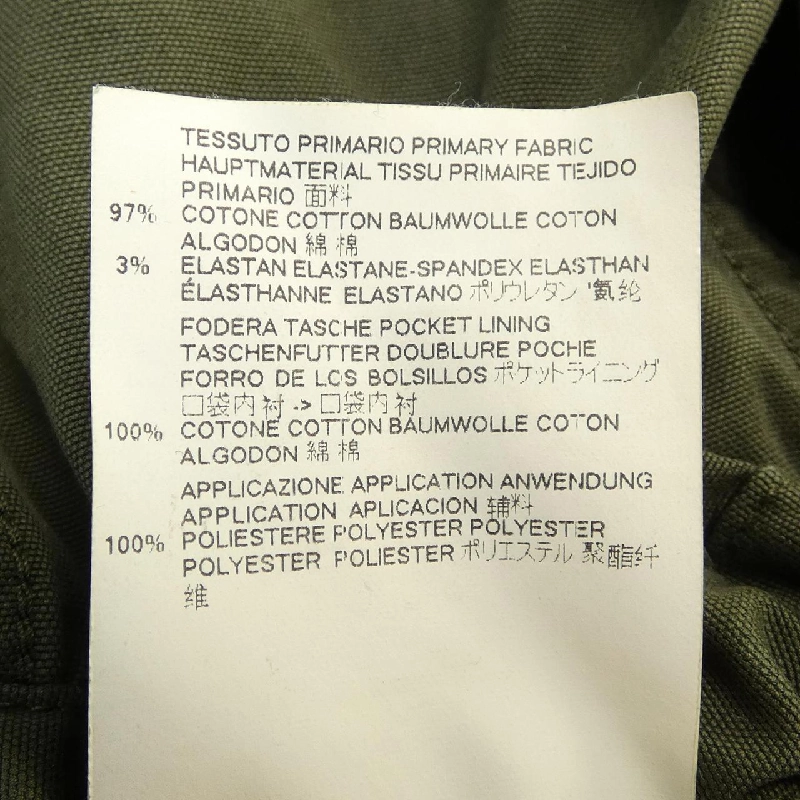 TESSUTO PRIMARIO PRIMARY FABRIC
HAUPTMATERIAL TISSU PRIMAIRE TEJIDO
PRIMARIO 面料
97% COTONE COTTON BAUMWOLLE COTON
ALGODON 綿 棉
3% ELASTAN ELASTANE-SPANDEX ELASTHAN
ÉLASTHANNE ELASTANO ポリウレタン '氨纶
FODERA TASCHE POCKET LINING
TASCHENFUTTER DOUBLURE POCHE
FORRO DE LOS BOLSILLOS ポケットライニング
口袋内衬 -> 口袋内衬
100% COTONE COTTON BAUMWOLLE COTON
ALGODON 綿 棉
APPLICAZIONE APPLICATION ANWENDUNG
APPLICATION APLICACION 辅料
100% POLIESTERE POLYESTER POLYESTER
POLYESTER POLIESTER ポリエステル 聚酯纤
维